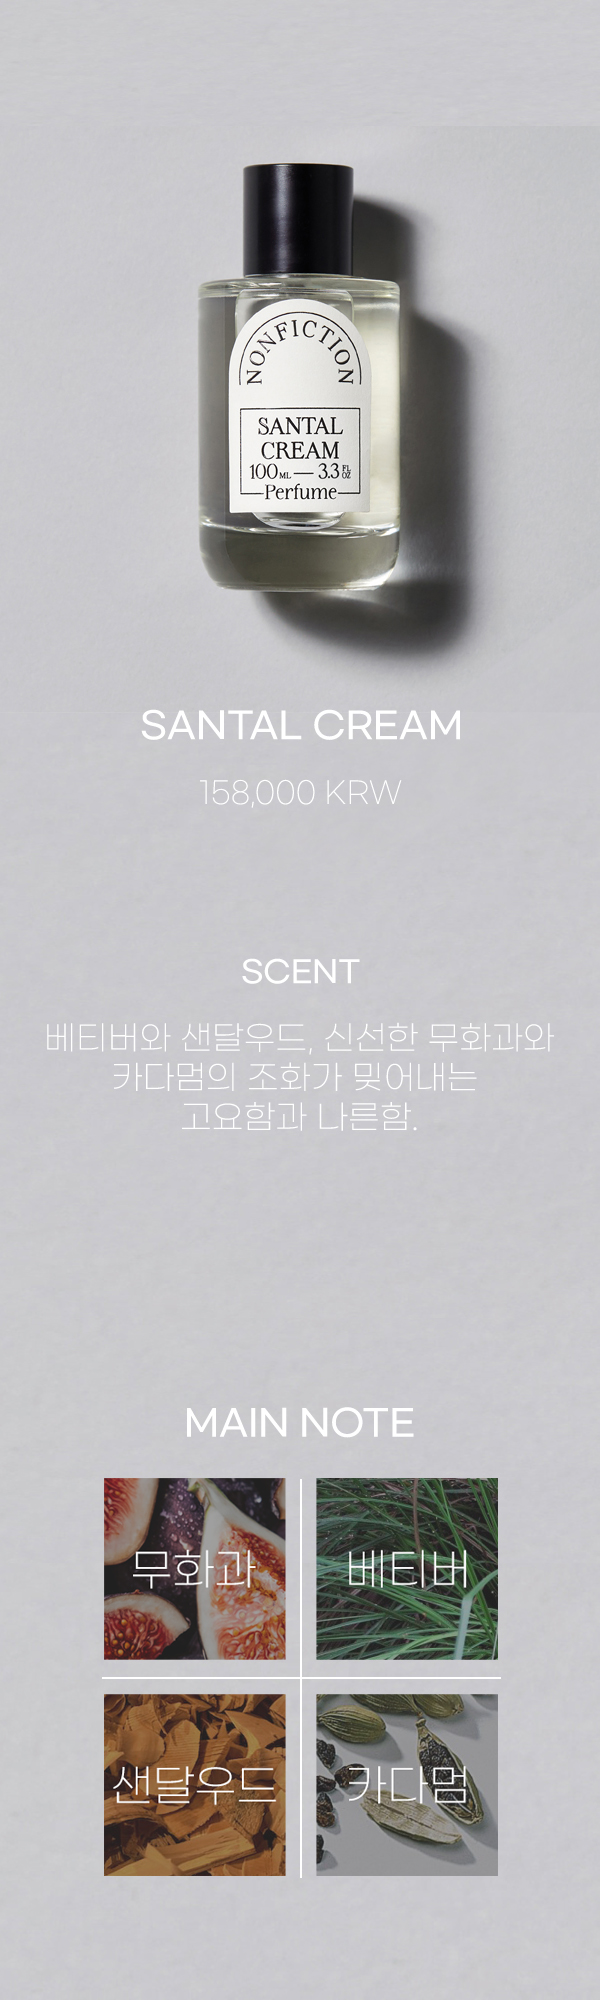 NONFICTION
SANTAL
CREAM
100ML — 3.3 FL OZ
Perfume
SANTAL CREAM
158,000 KRW
SCENT
베티버와 샌달우드, 신선한 무화과와
카다멈의 조화가 빚어내는
고요함과 나른함.
MAIN NOTE
무화과
베티버
샌달우드
카다멈